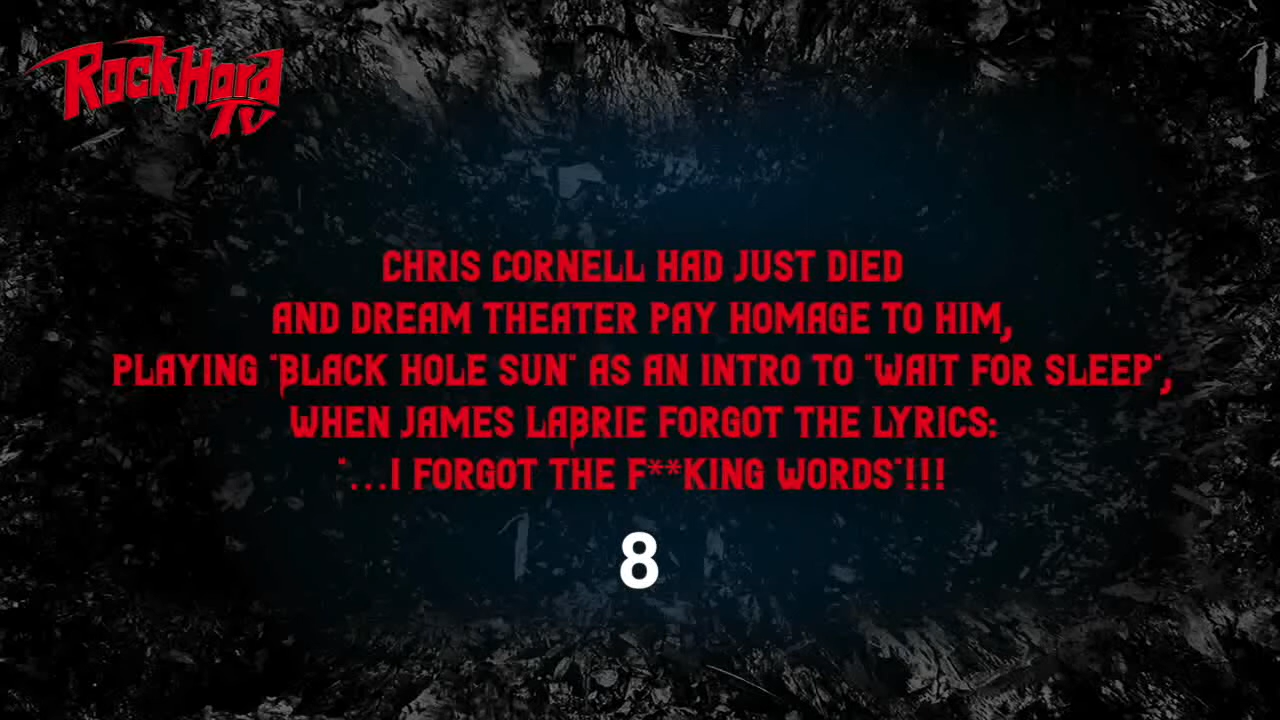 RockHard
TV
CHRIS CORNELL HAD JUST DIED
AND DREAM THEATER PAY HOMAGE TO HIM,
PLAYING "BLACK HOLE SUN" AS AN INTRO TO "WAIT FOR SLEEP",
WHEN JAMES LABRIE FORGOT THE LYRICS:
"...I FORGOT THE F**KING WORDS"!!!
8